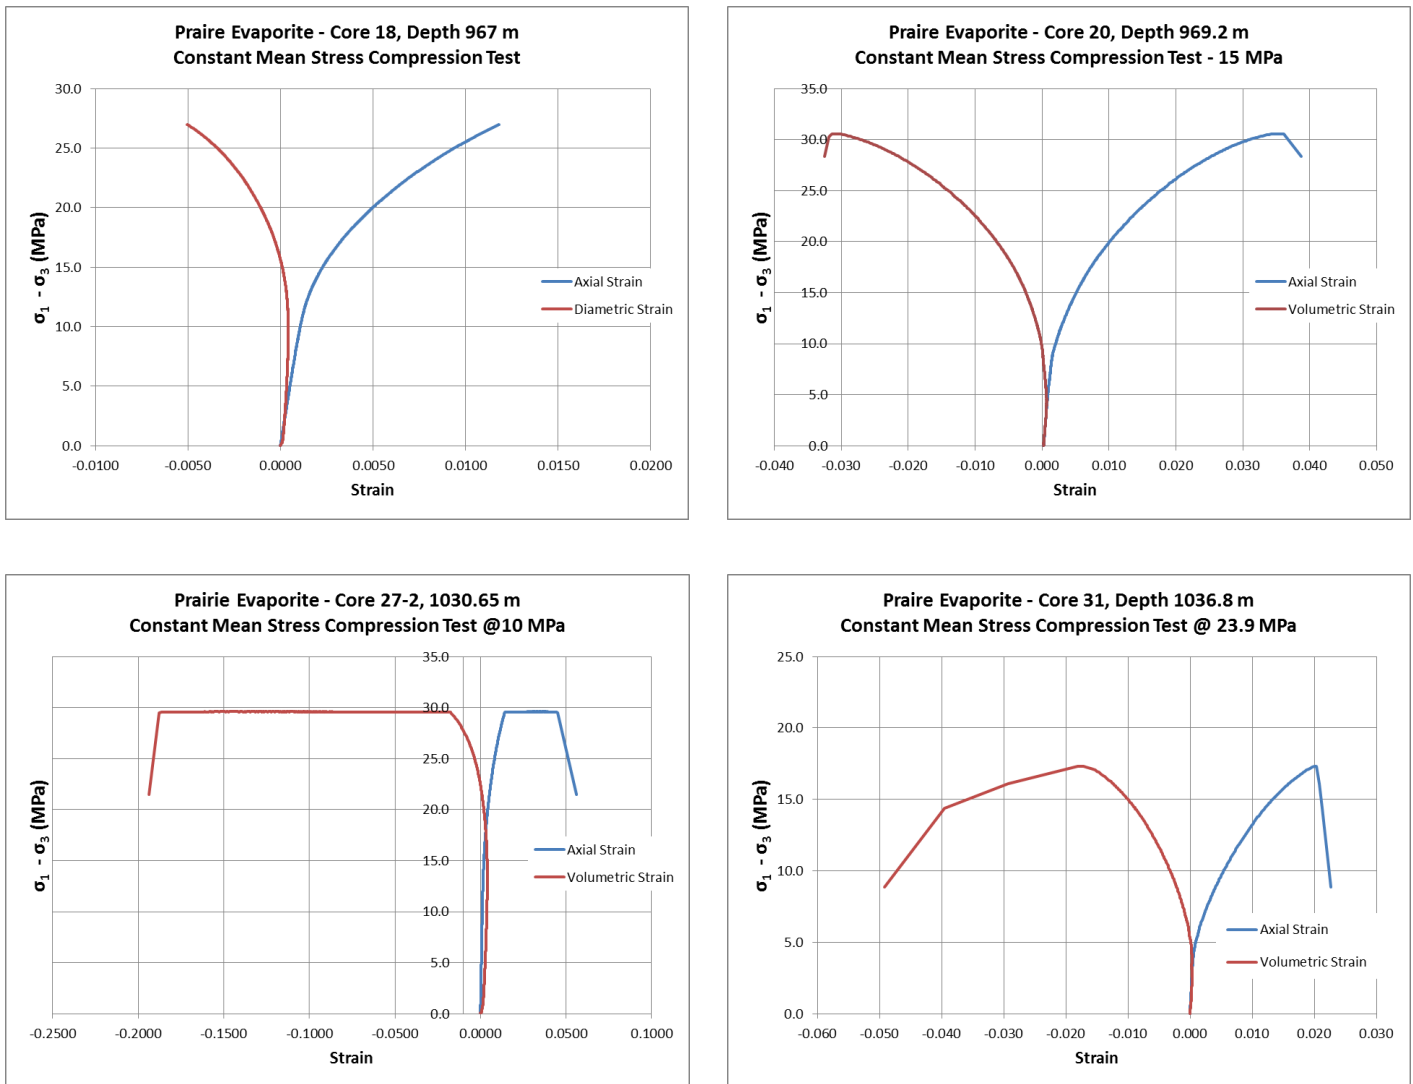 Praire Evaporite - Core 18, Depth 967 m
Constant Mean Stress Compression Test
30.0
25.0
20.0
15.0
10.0
5.0
0.0
σ1 - σ3 (MPa)
Axial Strain
Diametric Strain
-0.0100 -0.0050 0.0000 0.0050 0.0100 0.0150 0.0200
Strain
Praire Evaporite - Core 20, Depth 969.2 m
Constant Mean Stress Compression Test - 15 MPa
35.0
30.0
25.0
20.0
15.0
10.0
5.0
0.0
σ1 - σ3 (MPa)
Axial Strain
Volumetric Strain
-0.040 -0.030 -0.020 -0.010 0.000 0.010 0.020 0.030 0.040 0.050
Strain
Prairie Evaporite - Core 27-2, 1030.65 m
Constant Mean Stress Compression Test @10 MPa
35.0
30.0
25.0
20.0
15.0
10.0
5.0
0.0
σ1 - σ3 (MPa)
Axial Strain
Volumetric Strain
-0.2500 -0.2000 -0.1500 -0.1000 -0.0500 0.0000 0.0500 0.1000
Strain
Praire Evaporite - Core 31, Depth 1036.8 m
Constant Mean Stress Compression Test @ 23.9 MPa
25.0
20.0
15.0
10.0
5.0
0.0
σ1 - σ3 (MPa)
Axial Strain
Volumetric Strain
-0.060 -0.050 -0.040 -0.030 -0.020 -0.010 0.000 0.010 0.020 0.030
Strain